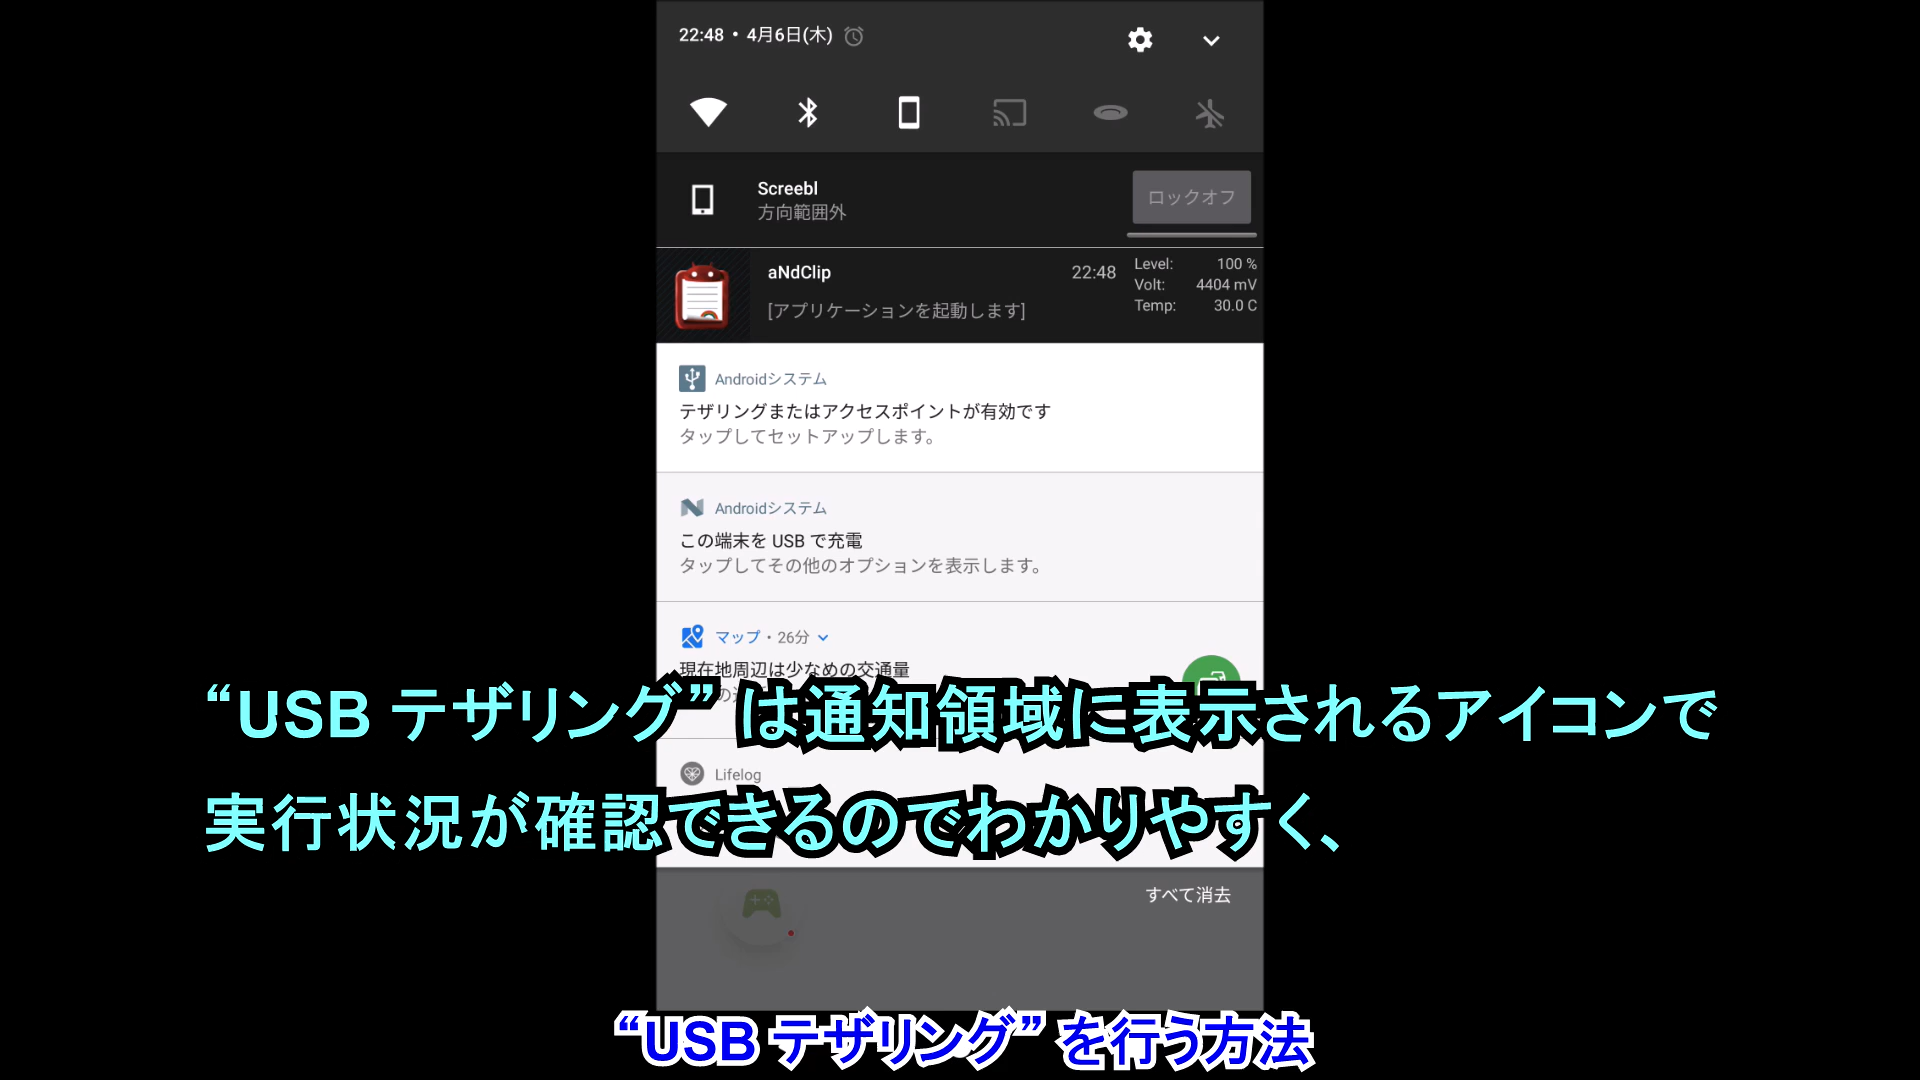 22:48 • 4月6日(木)
Screebl
方向範囲外
ロックオフ
aNdClip
22:48
[アプリケーションを起動します]
Level: 100 %
Volt: 4404 mV
Temp: 30.0 C
Androidシステム
テザリングまたはアクセスポイントが有効です
タップしてセットアップします。
Androidシステム
この端末を USB で充電
タップしてその他のオプションを表示します。
マップ • 26分
現在地周辺は少なめの交通量
“USB テザリング” は通知領域に表示されるアイコンで
Lifelog
実行状況が確認できるのでわかりやすく、
すべて消去
“USB テザリング” を行う方法